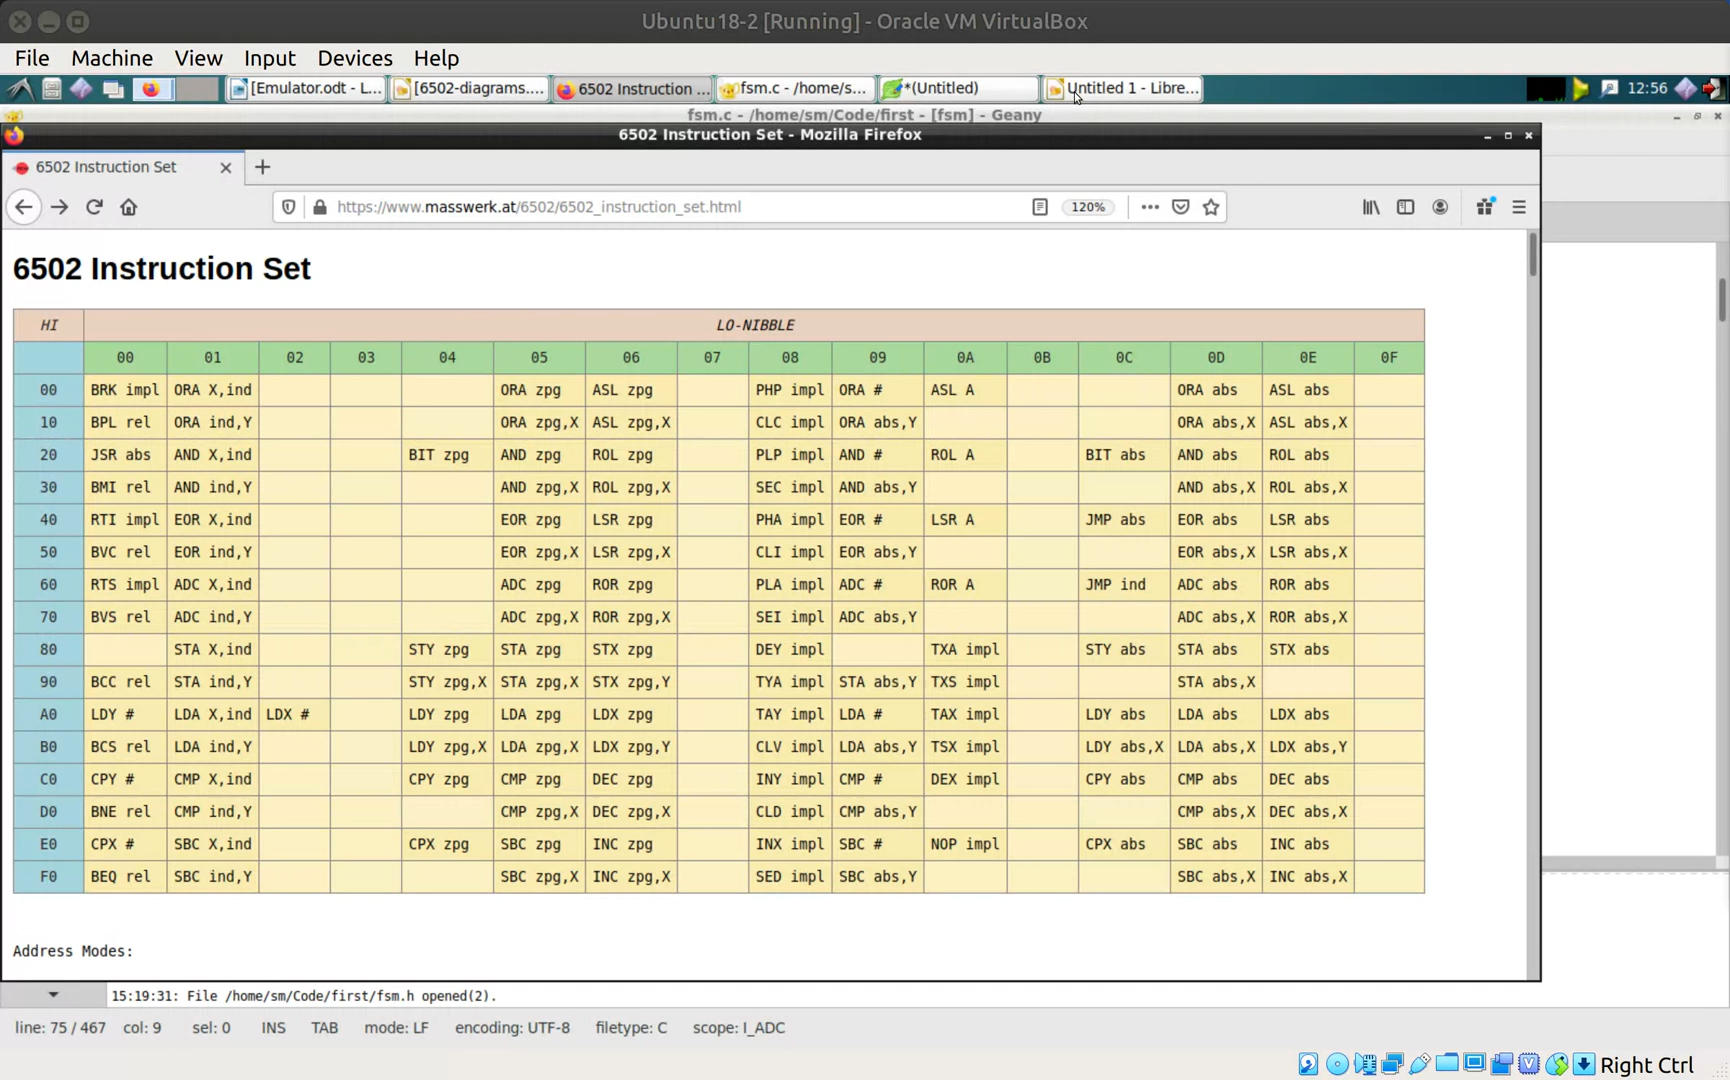 Ubuntu18-2 [Running] - Oracle VM VirtualBox
File Machine View Input Devices Help
[Emulator.odt - L... [6502-diagrams.... 6502 Instruction ... fsm.c - /home/s... *(Untitled) Untitled 1 - Libre... 12:56
fsm.c - /home/sm/Code/first - [fsm] - Geany
6502 Instruction Set - Mozilla Firefox
6502 Instruction Set
https://www.masswerk.at/6502/6502_instruction_set.html 120%
6502 Instruction Set
HI LO-NIBBLE
00 01 02 03 04 05 06 07 08 09 0A 0B 0C 0D 0E 0F
00 BRK impl ORA X,ind ORA zpg ASL zpg PHP impl ORA # ASL A ORA abs ASL abs
10 BPL rel ORA ind,Y ORA zpg,X ASL zpg,X CLC impl ORA abs,Y ORA abs,X ASL abs,X
20 JSR abs AND X,ind BIT zpg AND zpg ROL zpg PLP impl AND # ROL A BIT abs AND abs ROL abs
30 BMI rel AND ind,Y AND zpg,X ROL zpg,X SEC impl AND abs,Y AND abs,X ROL abs,X
40 RTI impl EOR X,ind EOR zpg LSR zpg PHA impl EOR # LSR A JMP abs EOR abs LSR abs
50 BVC rel EOR ind,Y EOR zpg,X LSR zpg,X CLI impl EOR abs,Y EOR abs,X LSR abs,X
60 RTS impl ADC X,ind ADC zpg ROR zpg PLA impl ADC # ROR A JMP ind ADC abs ROR abs
70 BVS rel ADC ind,Y ADC zpg,X ROR zpg,X SEI impl ADC abs,Y ADC abs,X ROR abs,X
80 STA X,ind STY zpg STA zpg STX zpg DEY impl TXA impl STY abs STA abs STX abs
90 BCC rel STA ind,Y STY zpg,X STA zpg,X STX zpg,Y TYA impl STA abs,Y TXS impl STA abs,X
A0 LDY # LDA X,ind LDX # LDY zpg LDA zpg LDX zpg TAY impl LDA # TAX impl LDY abs LDA abs LDX abs
B0 BCS rel LDA ind,Y LDY zpg,X LDA zpg,X LDX zpg,Y CLV impl LDA abs,Y TSX impl LDY abs,X LDA abs,X LDX abs,Y
C0 CPY # CMP X,ind CPY zpg CMP zpg DEC zpg INY impl CMP # DEX impl CPY abs CMP abs DEC abs
D0 BNE rel CMP ind,Y CMP zpg,X DEC zpg,X CLD impl CMP abs,Y CMP abs,X DEC abs,X
E0 CPX # SBC X,ind CPX zpg SBC zpg INC zpg INX impl SBC # NOP impl CPX abs SBC abs INC abs
F0 BEQ rel SBC ind,Y SBC zpg,X INC zpg,X SED impl SBC abs,Y SBC abs,X INC abs,X
Address Modes:
15:19:31: File /home/sm/Code/first/fsm.h opened(2).
line: 75 / 467 col: 9 sel: 0 INS TAB mode: LF encoding: UTF-8 filetype: C scope: I_ADC
Right Ctrl